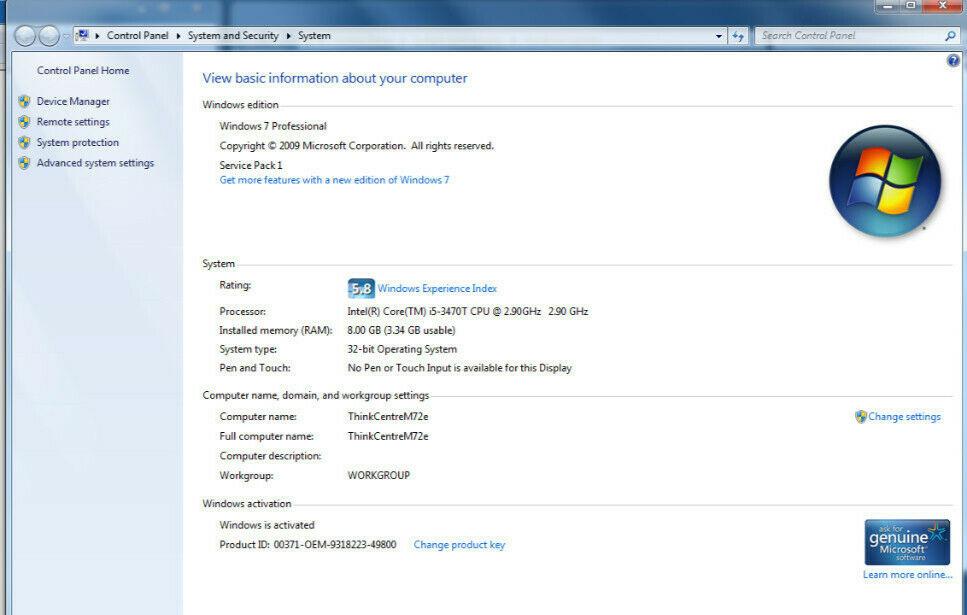 Control Panel ▸ System and Security ▸ System
Search Control Panel
Control Panel Home
Device Manager
Remote settings
System protection
Advanced system settings
View basic information about your computer
Windows edition
Windows 7 Professional
Copyright © 2009 Microsoft Corporation. All rights reserved.
Service Pack 1
Get more features with a new edition of Windows 7
System
Rating: 5,8 Windows Experience Index
Processor: Intel(R) Core(TM) i5-3470T CPU @ 2.90GHz 2.90 GHz
Installed memory (RAM): 8.00 GB (3.34 GB usable)
System type: 32-bit Operating System
Pen and Touch: No Pen or Touch Input is available for this Display
Computer name, domain, and workgroup settings
Computer name: ThinkCentreM72e
Change settings
Full computer name: ThinkCentreM72e
Computer description:
Workgroup: WORKGROUP
Windows activation
Windows is activated
Product ID: 00371-OEM-9318223-49800 Change product key
ask for
genuine
Microsoft
software
Learn more online...